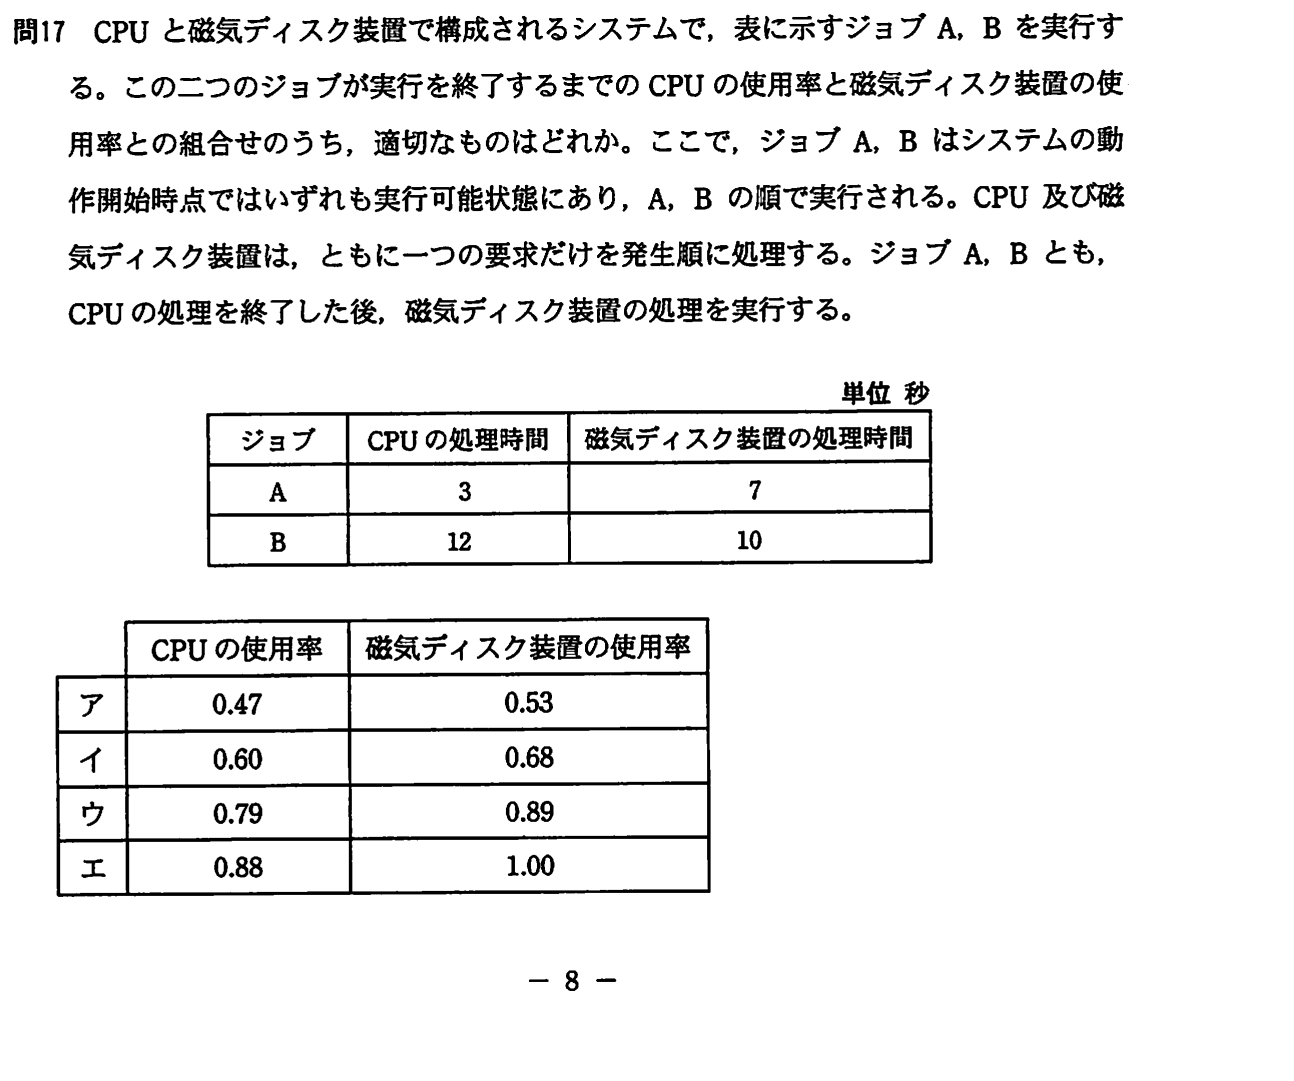 問17 CPU と磁気ディスク装置で構成されるシステムで，表に示すジョブ A，B を実行す
る。この二つのジョブが実行を終了するまでの CPU の使用率と磁気ディスク装置の使
用率との組合せのうち，適切なものはどれか。ここで，ジョブ A，B はシステムの動
作開始時点ではいずれも実行可能状態にあり，A，B の順で実行される。CPU 及び磁
気ディスク装置は，ともに一つの要求だけを発生順に処理する。ジョブ A，B とも，
CPU の処理を終了した後，磁気ディスク装置の処理を実行する。
単位 秒
ジョブ CPU の処理時間 磁気ディスク装置の処理時間
A 3 7
B 12 10
CPU の使用率 磁気ディスク装置の使用率
ア 0.47 0.53
イ 0.60 0.68
ウ 0.79 0.89
エ 0.88 1.00
－ 8 －